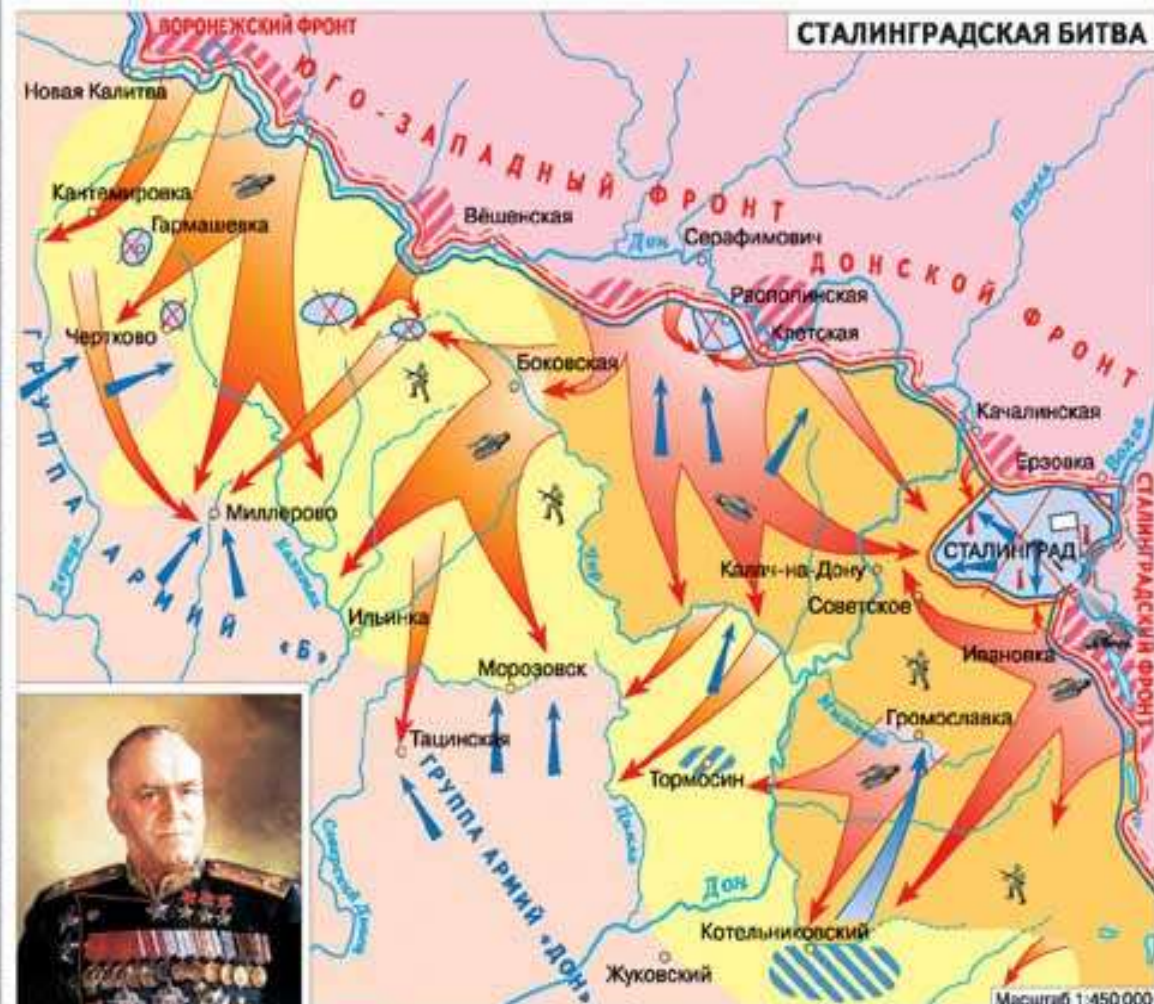 СТАЛИНГРАДСКАЯ БИТВА
ВОРОНЕЖСКИЙ ФРОНТ
ЮГО-ЗАПАДНЫЙ ФРОНТ
Новая Калитва
Кантемировка
Гармашевка
Вёшенская
Дон
Серафимович
ДОНСКОЙ ФРОНТ
Распопинская
Клетская
Чертково
Боковская
Качалинская
Ерзовка
Волга
СТАЛИНГРАДСКИЙ ФРОНТ
ГРУППА АРМИЙ «Б»
Миллерово
СТАЛИНГРАД
Калач-на-Дону
Чир
Советское
Ильинка
Ивановка
Морозовск
Громославка
Тацинская
Тормосин
ГРУППА АРМИЙ «ДОН»
Дон
Котельниковский
Жуковский
Масштаб 1:450 000